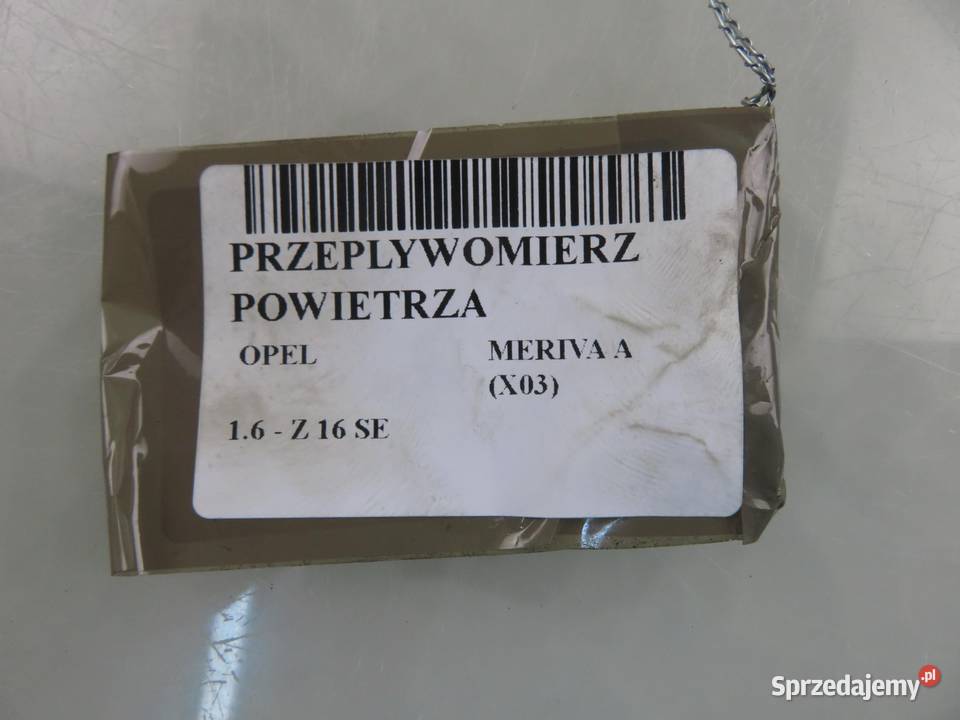 PRZEPLYWOMIERZ
POWIETRZA
OPEL MERIVA A
(X03)
1.6 - Z 16 SE
Sprzedajemy.pl